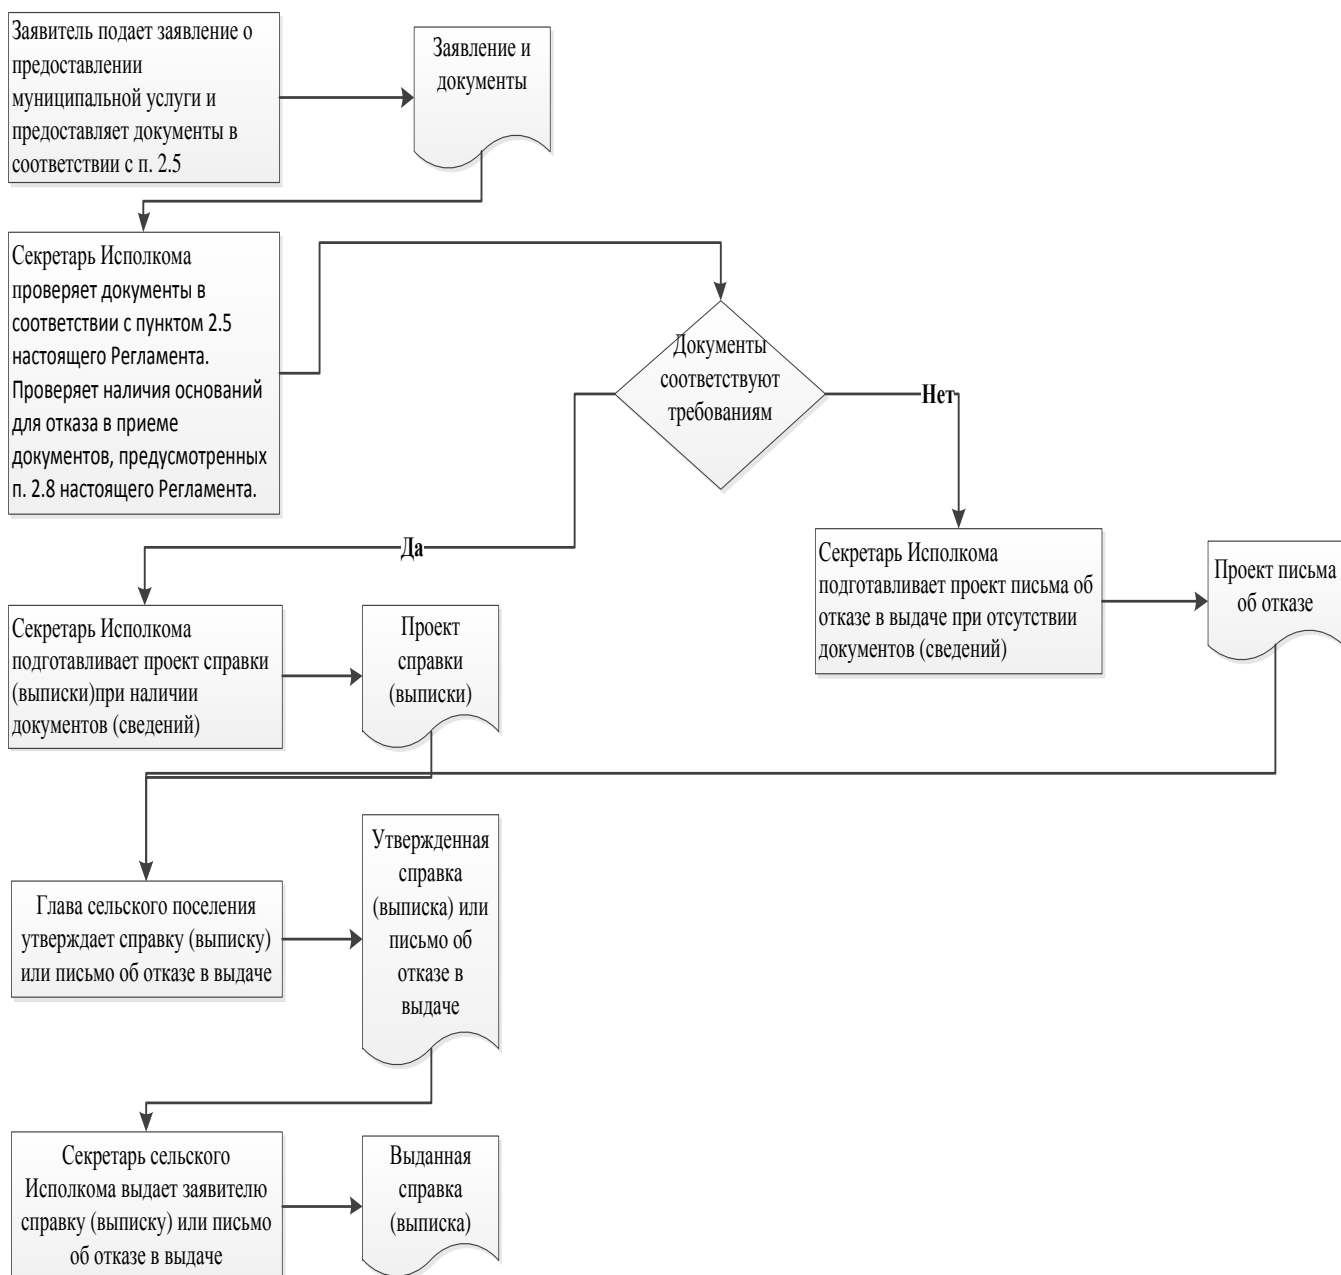 Заявитель подает заявление о
предоставлении
муниципальной услуги и
предоставляет документы в
соответствии с п. 2.5
Заявление и
документы
Секретарь Исполкома
проверяет документы в
соответствии с пунктом 2.5
настоящего Регламента.
Проверяет наличия оснований
для отказа в приеме
документов, предусмотренных
п. 2.8 настоящего Регламента.
Документы
соответствуют
требованиям
Нет
Да
Секретарь Исполкома
подготавливает проект письма об
отказе в выдаче при отсутствии
документов (сведений)
Проект письма
об отказе
Секретарь Исполкома
подготавливает проект справки
(выписки)при наличии
документов (сведений)
Проект
справки
(выписки)
Глава сельского поселения
утверждает справку (выписку)
или письмо об отказе в выдаче
Утвержденная
справка
(выписка) или
письмо об
отказе в
выдаче
Секретарь сельского
Исполкома выдает заявителю
справку (выписку) или письмо
об отказе в выдаче
Выданная
справка
(выписка)